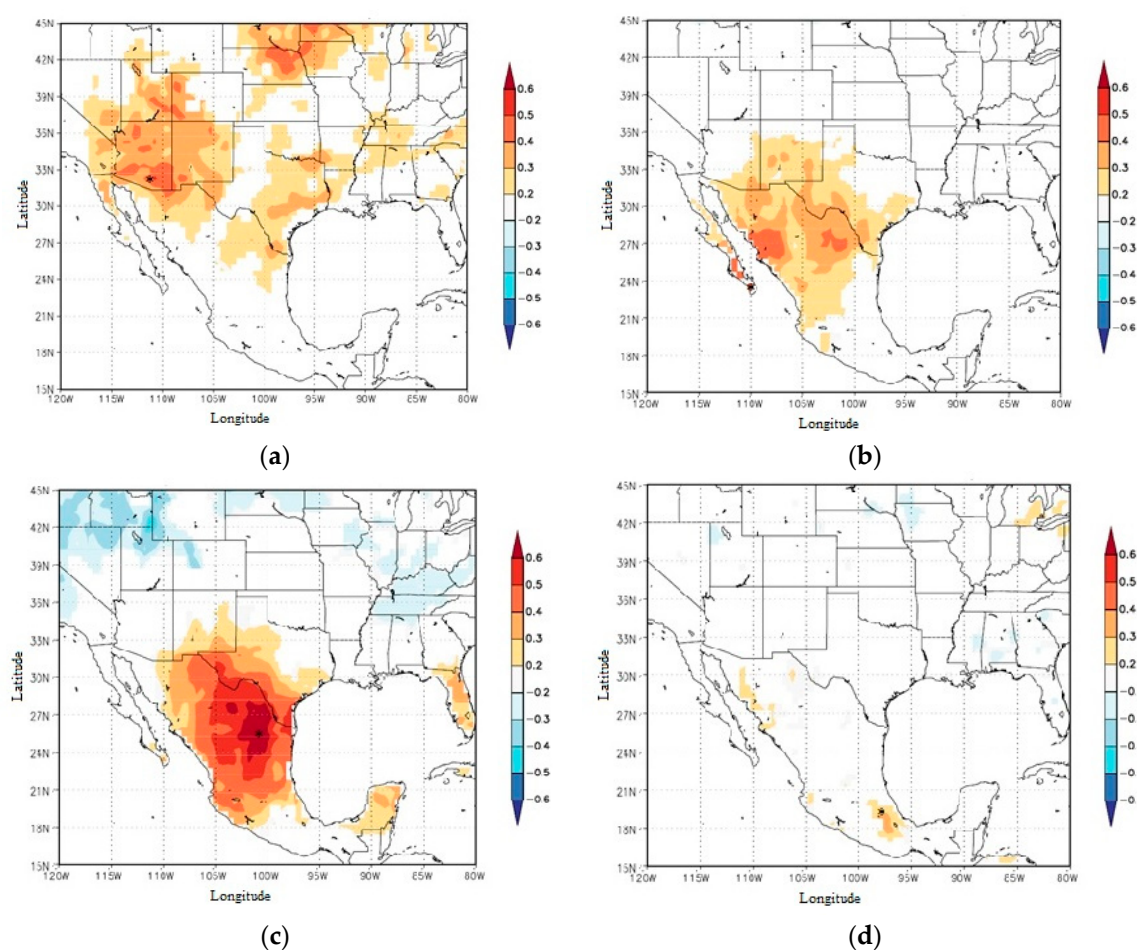 45N
42N
39N
35N
33N
30N
27N
24N
21N
18N
15N
Latitude
120W 115W 110W 105W 100W 95W 90W 85W 80W
Longitude
0.6
0.5
0.4
0.3
0.2
−0.2
−0.3
−0.4
−0.5
−0.6
(a)
45N
42N
39N
35N
33N
30N
27N
24N
21N
18N
15N
Latitude
120W 115W 110W 105W 100W 95W 90W 85W 80W
Longitude
0.6
0.5
0.4
0.3
0.2
−0.2
−0.3
−0.4
−0.5
−0.6
(b)
45N
42N
39N
35N
33N
30N
27N
24N
21N
18N
15N
Latitude
120W 115W 110W 105W 100W 95W 90W 85W 80W
Longitude
0.6
0.5
0.4
0.3
0.2
−0.2
−0.3
−0.4
−0.5
−0.6
(c)
45N
42N
39N
35N
33N
30N
27N
24N
21N
18N
15N
Latitude
120W 115W 110W 105W 100W 95W 90W 85W 80W
Longitude
0.6
0.5
0.4
0.3
0.2
−0.2
−0.3
−0.
−0.
−0.
(d)